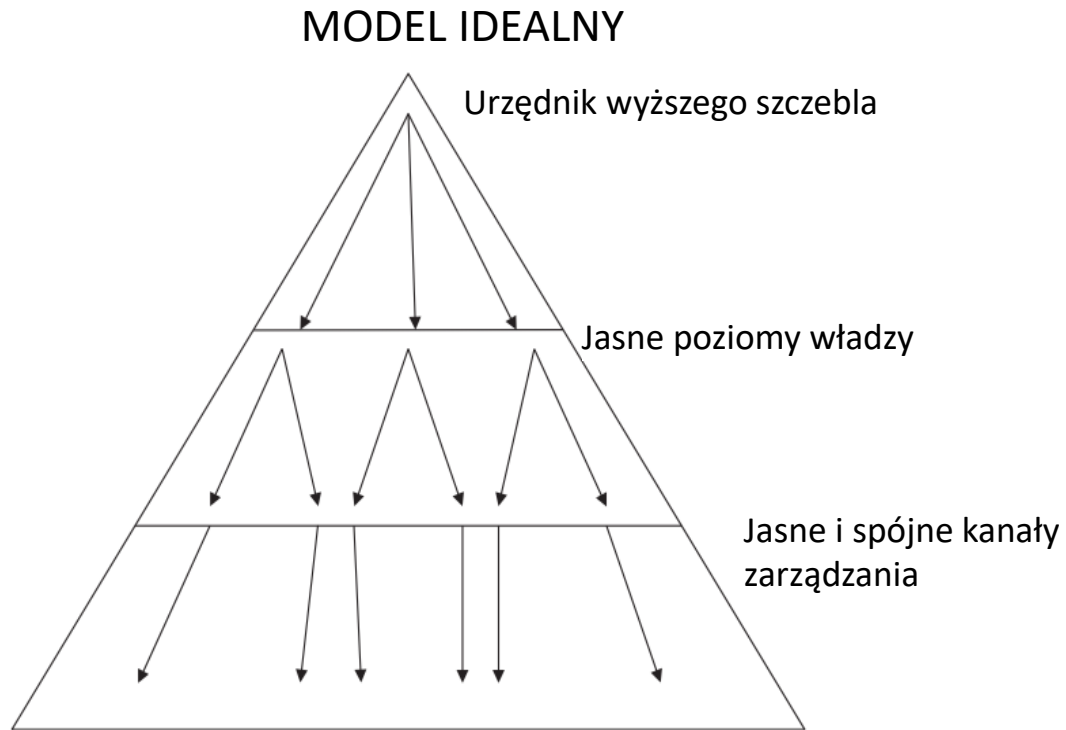 MODEL IDEALNY
Urzędnik wyższego szczebla
Jasne poziomy władzy
Jasne i spójne kanały
zarządzania